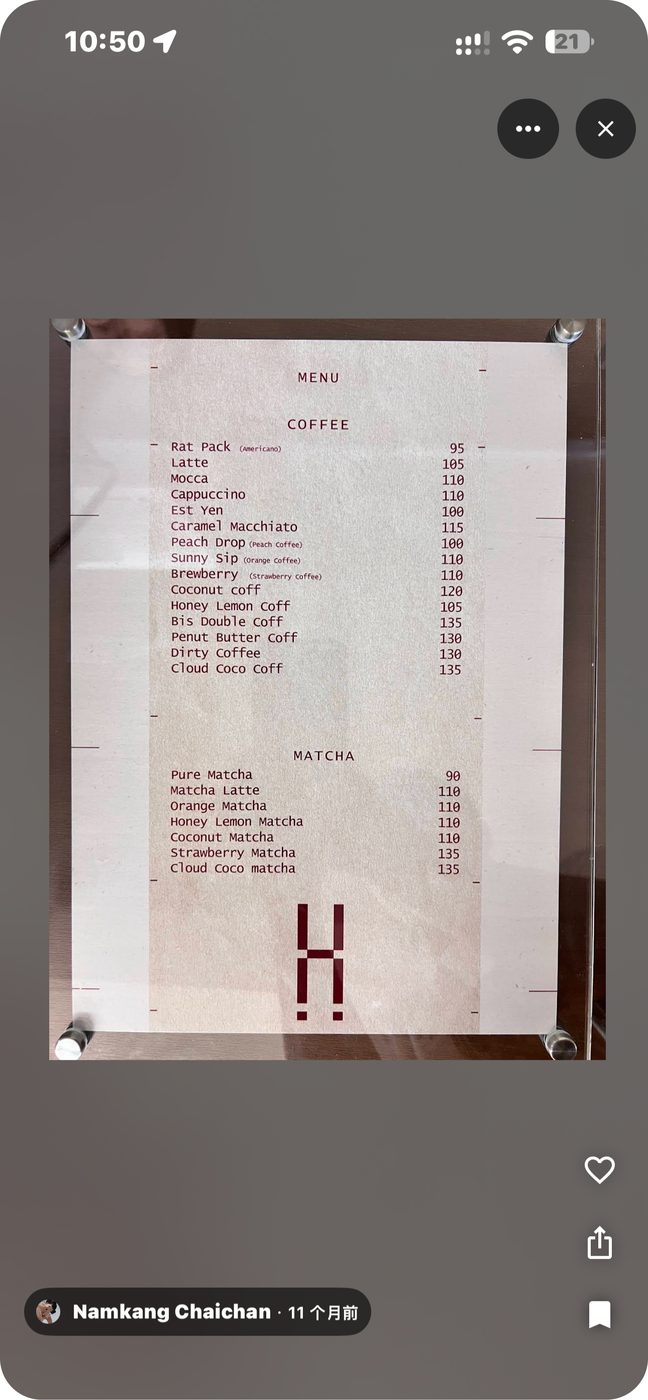 10:50
21
MENU
COFFEE
Rat Pack (Americano) 95
Latte 105
Mocca 110
Cappuccino 110
Est Yen 100
Caramel Macchiato 115
Peach Drop (Peach Coffee) 100
Sunny Sip (Orange Coffee) 110
Brewberry (Strawberry Coffee) 110
Coconut coff 120
Honey Lemon Coff 105
Bis Double Coff 135
Penut Butter Coff 130
Dirty Coffee 130
Cloud Coco Coff 135
MATCHA
Pure Matcha 90
Matcha Latte 110
Orange Matcha 110
Honey Lemon Matcha 110
Coconut Matcha 110
Strawberry Matcha 135
Cloud Coco matcha 135
Namkang Chaichan · 11 个月前